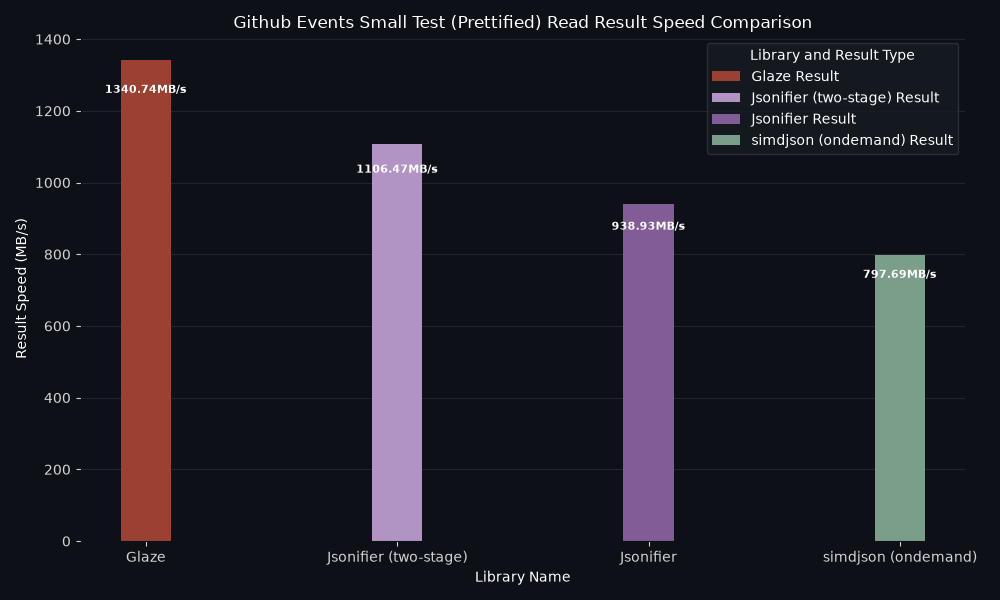 Github Events Small Test (Prettified) Read Result Speed Comparison
Result Speed (MB/s)
1400
1200
1000
800
600
400
200
0
1340.74MB/s
1106.47MB/s
938.93MB/s
797.69MB/s
Library and Result Type
Glaze Result
Jsonifier (two-stage) Result
Jsonifier Result
simdjson (ondemand) Result
Glaze
Jsonifier (two-stage)
Jsonifier
simdjson (ondemand)
Library Name